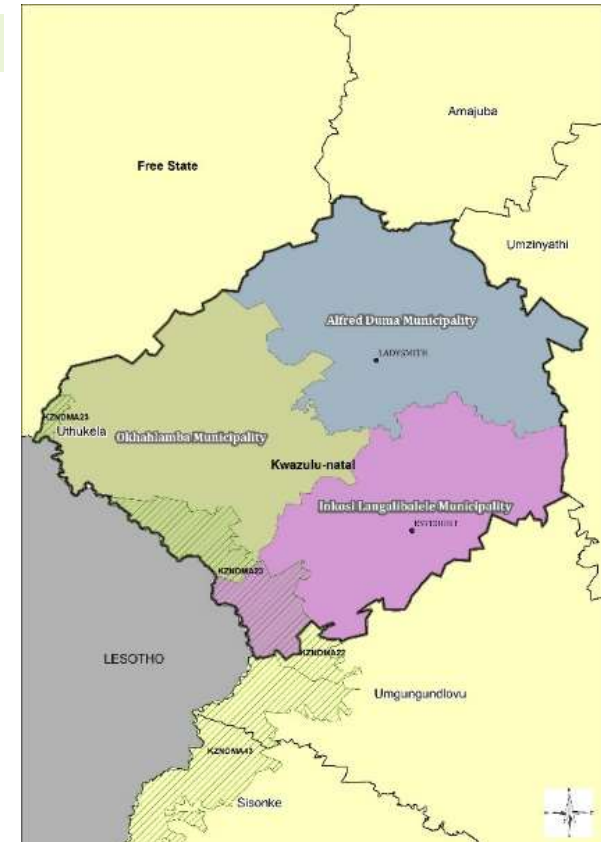 Amajuba
Free State
Umzinyathi
Alfred Duma Municipality
LADYSMITH
KZNDMA23
Uthukela
Okhahlamba Municipality
Kwazulu-natal
Inkosi Langalibalele Municipality
ESTCOURT
KZNDMA23
KZNDMA22
LESOTHO
Umgungundlovu
KZNDMA43
Sisonke